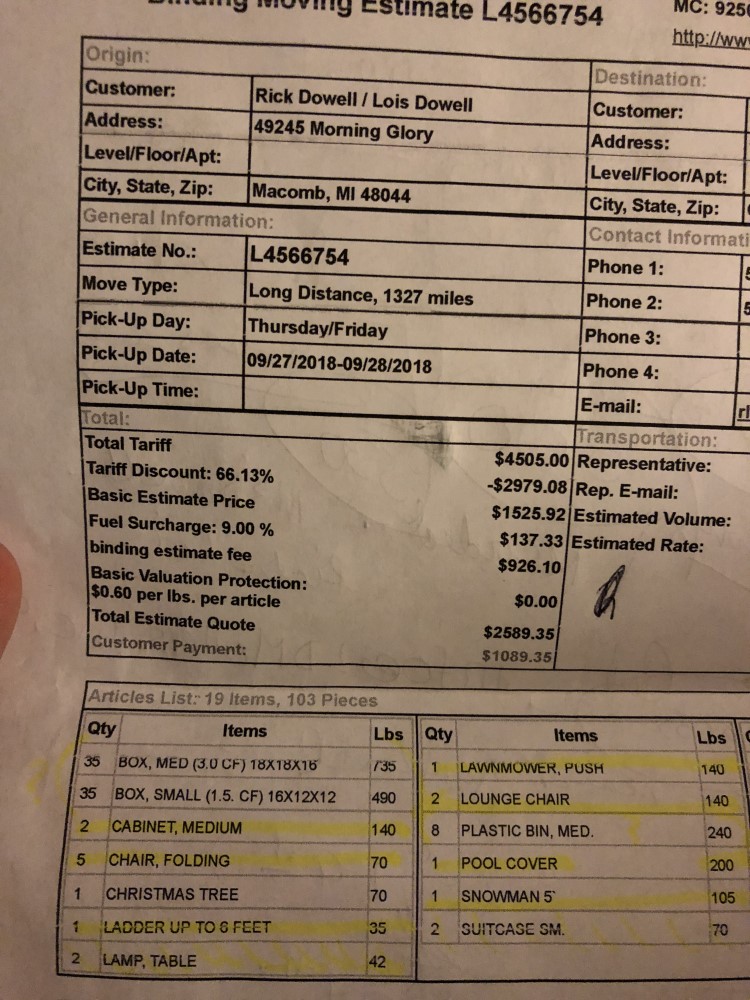 Binding Moving Estimate L4566754
MC: 925
http://ww
Origin:
Customer: Rick Dowell / Lois Dowell
Address: 49245 Morning Glory
Level/Floor/Apt:
City, State, Zip: Macomb, MI 48044
Destination:
Customer:
Address:
Level/Floor/Apt:
City, State, Zip:
General Information:
Estimate No.: L4566754
Move Type: Long Distance, 1327 miles
Pick-Up Day: Thursday/Friday
Pick-Up Date: 09/27/2018-09/28/2018
Pick-Up Time:
Contact Informati
Phone 1:
Phone 2:
Phone 3:
Phone 4:
E-mail:
Total:
Total Tariff $4505.00
Tariff Discount: 66.13% -$2979.08
Basic Estimate Price $1525.92
Fuel Surcharge: 9.00 % $137.33
binding estimate fee $926.10
Basic Valuation Protection:
$0.60 per lbs. per article $0.00
Total Estimate Quote $2589.35
Customer Payment: $1089.35
Transportation:
Representative:
Rep. E-mail:
Estimated Volume:
Estimated Rate:
Articles List: 19 Items, 103 Pieces
Qty Items Lbs
35 BOX, MED (3.0 CF) 18X18X16 735
35 BOX, SMALL (1.5. CF) 16X12X12 490
2 CABINET, MEDIUM 140
5 CHAIR, FOLDING 70
1 CHRISTMAS TREE 70
1 LADDER UP TO 6 FEET 35
2 LAMP, TABLE 42
Qty Items Lbs
1 LAWNMOWER, PUSH 140
2 LOUNGE CHAIR 140
8 PLASTIC BIN, MED. 240
1 POOL COVER 200
1 SNOWMAN 5` 105
2 SUITCASE SM. 70